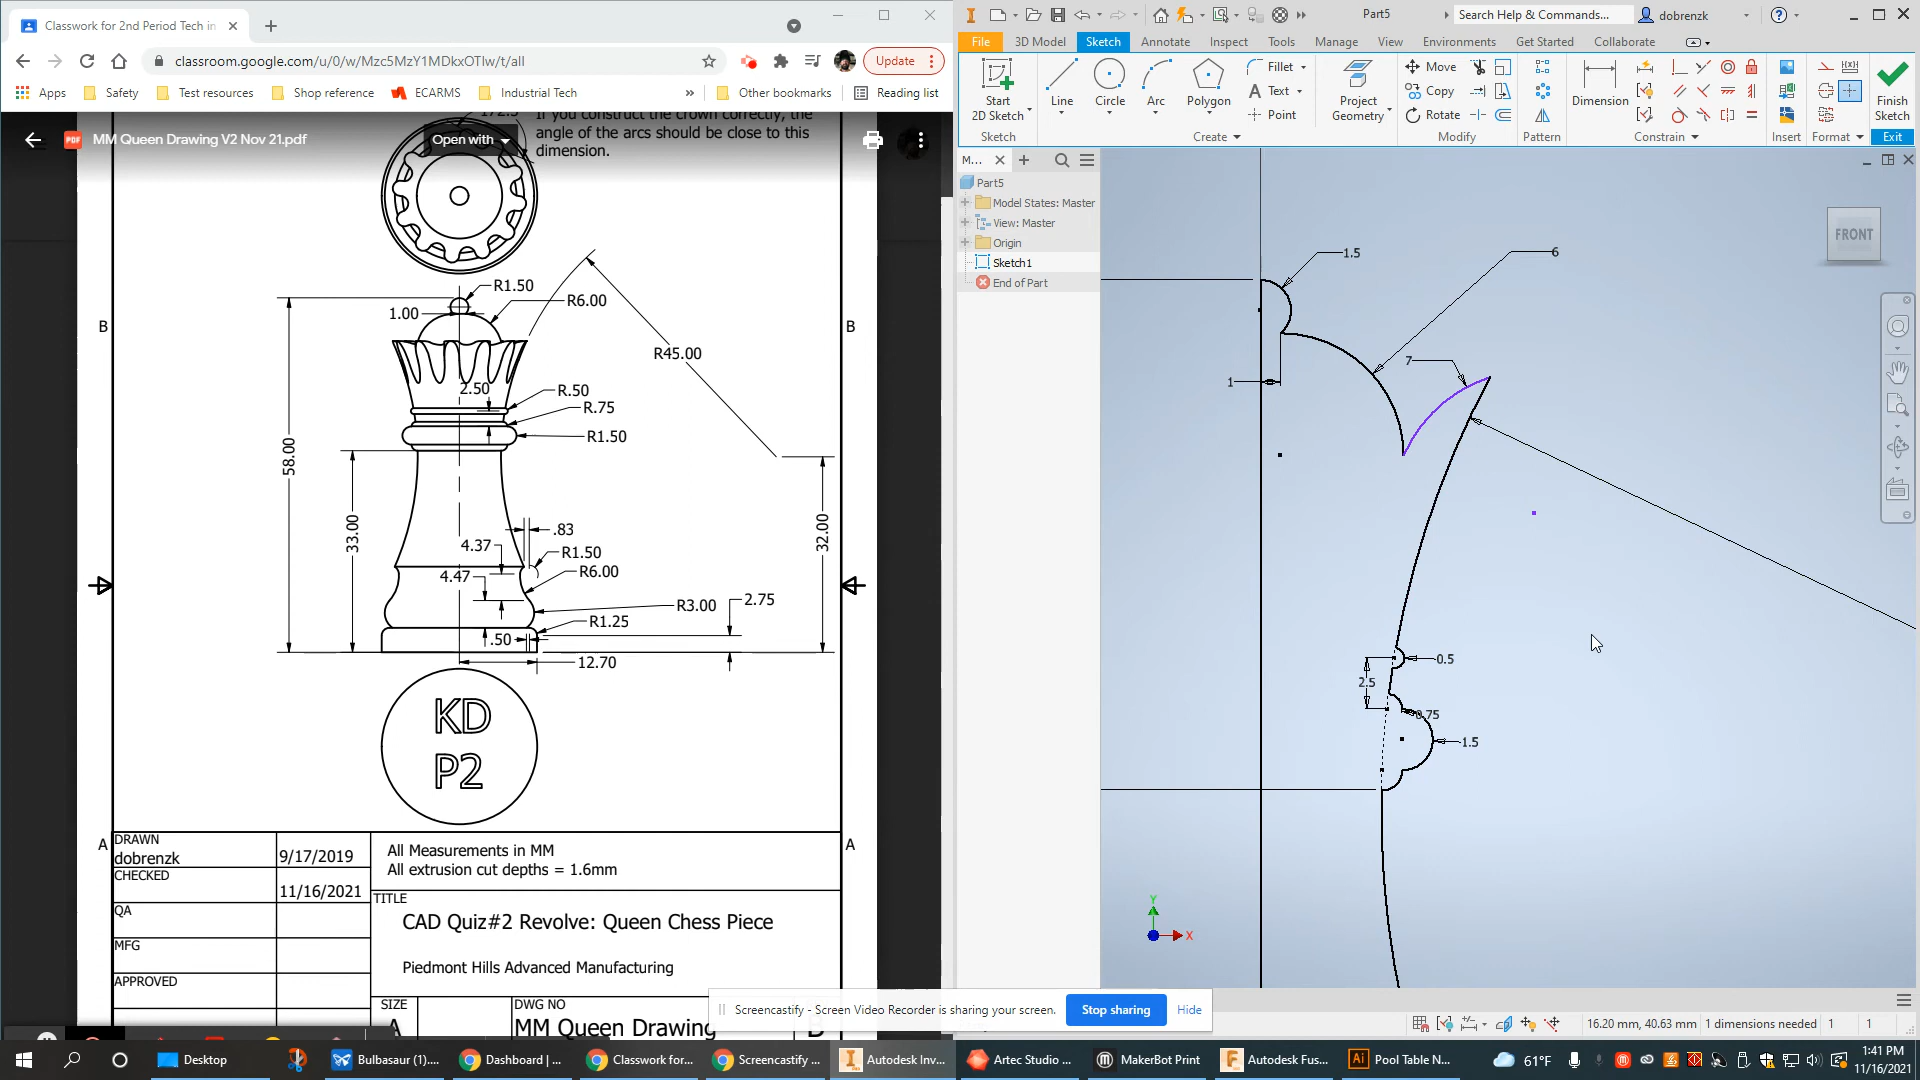 Classwork for 2nd Period Tech in
classroom.google.com/u/0/w/Mzc5MzY1MDkxOTIw/t/all
Update
Apps
Safety
Test resources
Shop reference
ECARMS
Industrial Tech
»
Other bookmarks
Reading list
MM Queen Drawing V2 Nov 21.pdf
Open with
172.5
If you construct the crown correctly, the
angle of the arcs should be close to this
dimension.
R1.50
1.00
R6.00
B
B
R45.00
2.50
R.50
R.75
R1.50
58.00
33.00
32.00
.83
4.37
R1.50
4.47
R6.00
R3.00
2.75
R1.25
.50
12.70
KD
P2
A
A
DRAWN
dobrenzk
9/17/2019
CHECKED
11/16/2021
QA
MFG
APPROVED
All Measurements in MM
All extrusion cut depths = 1.6mm
TITLE
CAD Quiz#2 Revolve: Queen Chess Piece
Piedmont Hills Advanced Manufacturing
SIZE
A
DWG NO
MM Queen Drawing
Part5
Search Help & Commands...
dobrenzk
File
3D Model
Sketch
Annotate
Inspect
Tools
Manage
View
Environments
Get Started
Collaborate
Start
2D Sketch
Line
Circle
Arc
Polygon
Fillet
Text
Point
Project
Geometry
Move
Copy
Rotate
Dimension
Finish
Sketch
Sketch
Create
Modify
Pattern
Constrain
Insert
Format
Exit
M...
Part5
Model States: Master
View: Master
Origin
Sketch1
End of Part
FRONT
1.5
6
7
1
0.5
2.5
0.75
1.5
Y
X
Screencastify - Screen Video Recorder is sharing your screen.
Stop sharing
Hide
16.20 mm, 40.63 mm
1 dimensions needed
1
1
Desktop
Bulbasaur (1)....
Dashboard | ...
Classwork for...
Screencastify ...
Autodesk Inv...
Artec Studio ...
MakerBot Print
Autodesk Fus...
Pool Table N...
61°F
1:41 PM
11/16/2021